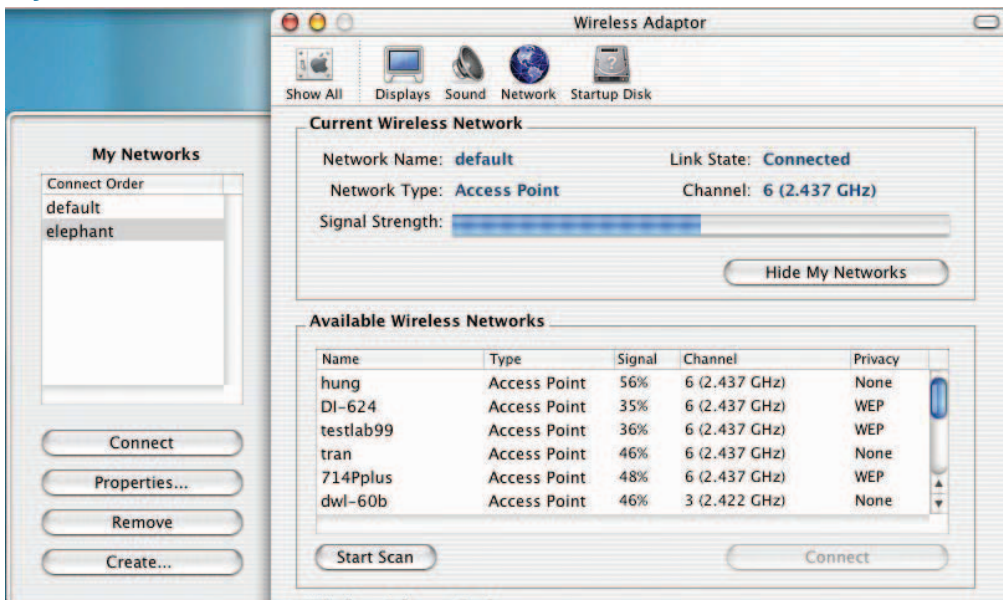 Wireless Adaptor
Show All Displays Sound Network Startup Disk
My Networks
Connect Order
default
elephant
Connect
Properties...
Remove
Create...
Current Wireless Network
Network Name: default Link State: Connected
Network Type: Access Point Channel: 6 (2.437 GHz)
Signal Strength:
Hide My Networks
Available Wireless Networks
Name Type Signal Channel Privacy
hung Access Point 56% 6 (2.437 GHz) None
DI-624 Access Point 35% 6 (2.437 GHz) WEP
testlab99 Access Point 36% 6 (2.437 GHz) WEP
tran Access Point 46% 6 (2.437 GHz) None
714Pplus Access Point 48% 6 (2.437 GHz) WEP
dwl-60b Access Point 46% 3 (2.422 GHz) None
Start Scan Connect